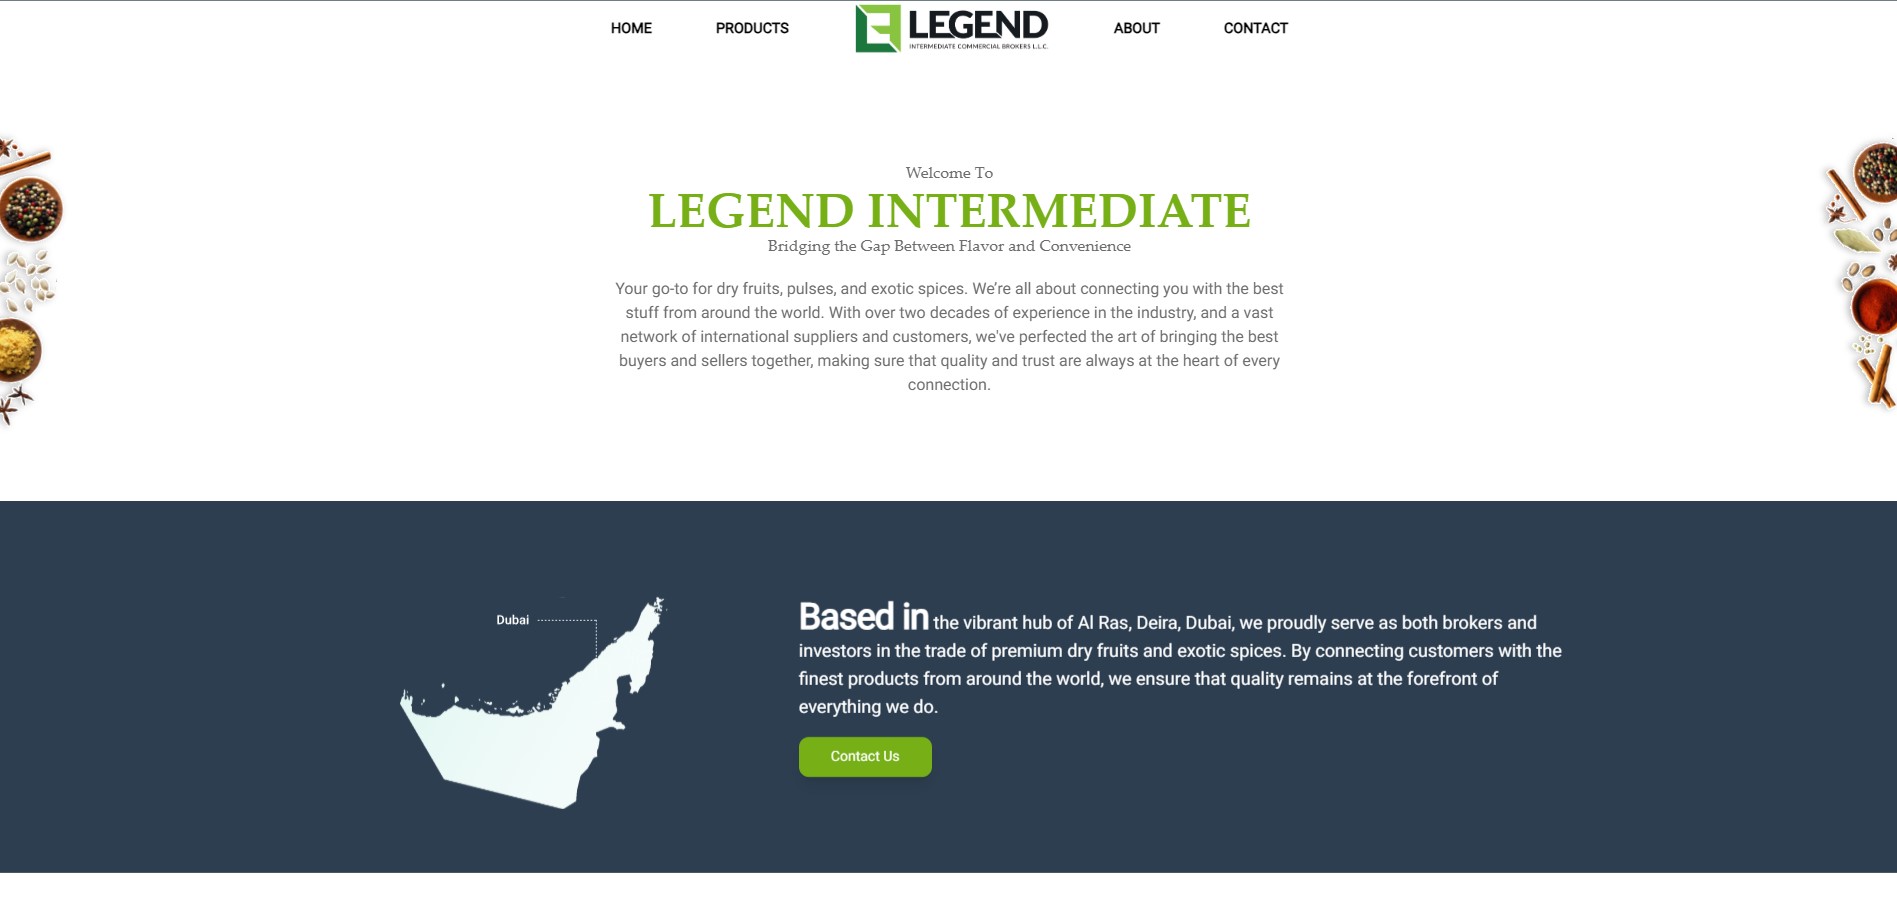 HOME
PRODUCTS
LEGEND
INTERMEDIATE COMMERCIAL BROKERS L.L.C.
ABOUT
CONTACT
Welcome To
LEGEND INTERMEDIATE
Bridging the Gap Between Flavor and Convenience
Your go-to for dry fruits, pulses, and exotic spices. We’re all about connecting you with the best
stuff from around the world. With over two decades of experience in the industry, and a vast
network of international suppliers and customers, we've perfected the art of bringing the best
buyers and sellers together, making sure that quality and trust are always at the heart of every
connection.
Dubai
Based in the vibrant hub of Al Ras, Deira, Dubai, we proudly serve as both brokers and
investors in the trade of premium dry fruits and exotic spices. By connecting customers with the
finest products from around the world, we ensure that quality remains at the forefront of
everything we do.
Contact Us